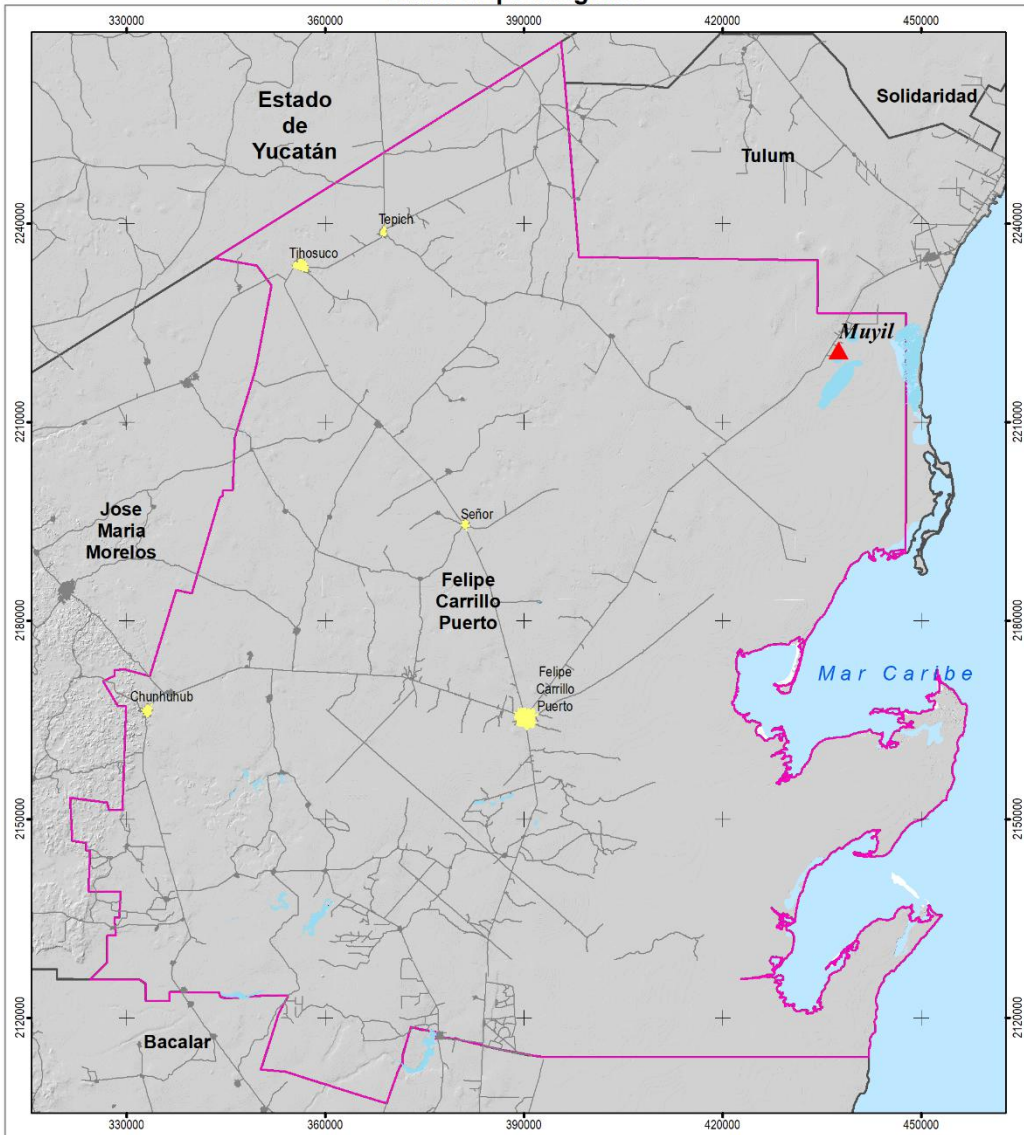 330000
360000
390000
420000
450000
Estado
de
Yucatán
Solidaridad
Tulum
2240000
2240000
Tepich
Tihosuco
Muyil
2210000
2210000
Jose
Maria
Morelos
Señor
Felipe
Carrillo
Puerto
2180000
2180000
Felipe
Carrillo
Puerto
Mar Caribe
Chunhuhub
2150000
2150000
2120000
2120000
Bacalar
330000
360000
390000
420000
450000